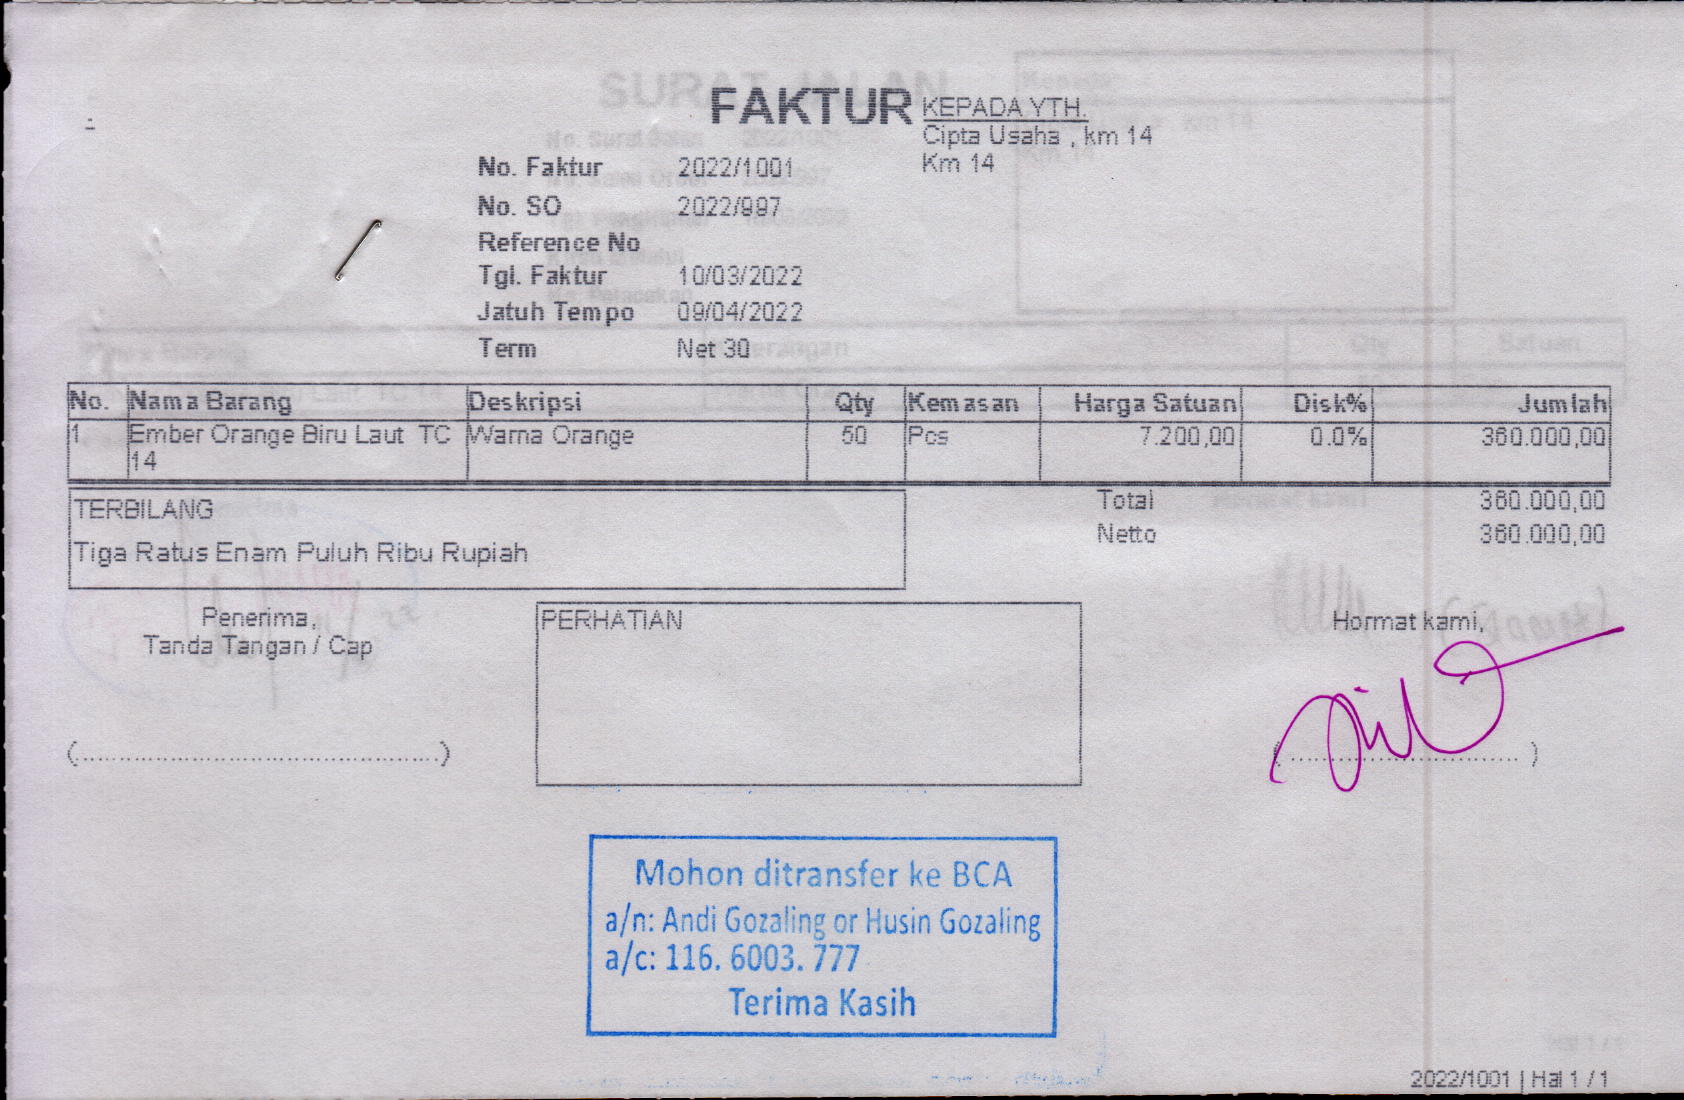 FAKTUR
KEPADA YTH.
Cipta Usaha , km 14
Km 14
No. Faktur 2022/1001
No. SO 2022/997
Reference No
Tgl. Faktur 10/03/2022
Jatuh Tempo 09/04/2022
Term Net 30
No. Nama Barang Deskripsi Qty Kemasan Harga Satuan Disk% Jumlah
1 Ember Orange Biru Laut TC Warna Orange 50 Pcs 7.200,00 0.0% 360.000,00
14
TERBILANG
Tiga Ratus Enam Puluh Ribu Rupiah
Total 360.000,00
Netto 360.000,00
Penerima,
Tanda Tangan / Cap
(..............................................)
PERHATIAN
Hormat kami,
(.............................. )
Mohon ditransfer ke BCA
a/n: Andi Gozaling or Husin Gozaling
a/c: 116. 6003. 777
Terima Kasih
2022/1001 | Hal 1 / 1
SURAT JALAN